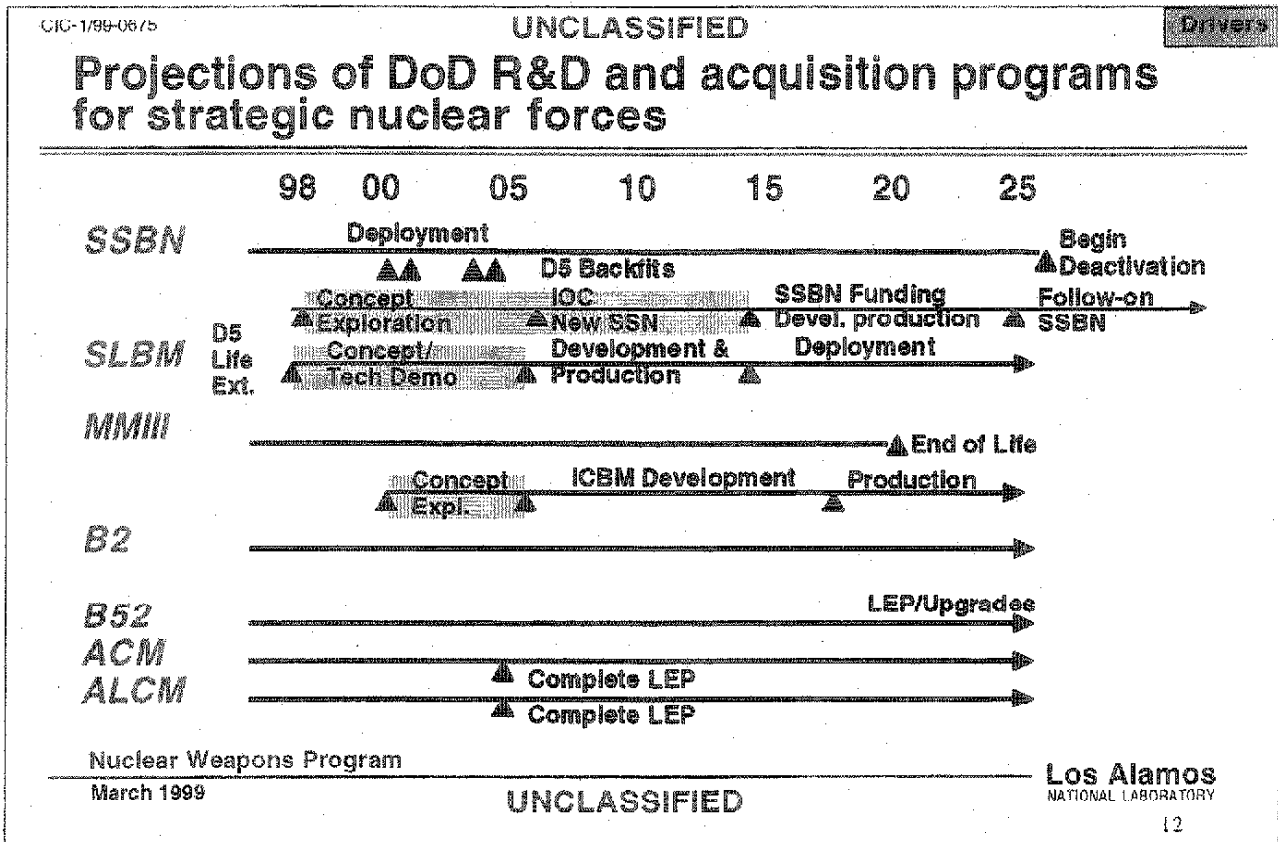 CIC-1/99-0675
UNCLASSIFIED
Drivers
Projections of DoD R&D and acquisition programs
for strategic nuclear forces
98 00 05 10 15 20 25
SSBN
Deployment
D5 Backfits
Begin
Deactivation
Concept
Exploration
IOC
New SSN
SSBN Funding
Devel. production
Follow-on
SSBN
SLBM
D5
Life
Ext.
Concept/
Tech Demo
Development &
Production
Deployment
MMIII
End of Life
Concept
Expl.
ICBM Development
Production
B2
B52
LEP/Upgrades
ACM
Complete LEP
ALCM
Complete LEP
Nuclear Weapons Program
March 1999
UNCLASSIFIED
Los Alamos
NATIONAL LABORATORY
12